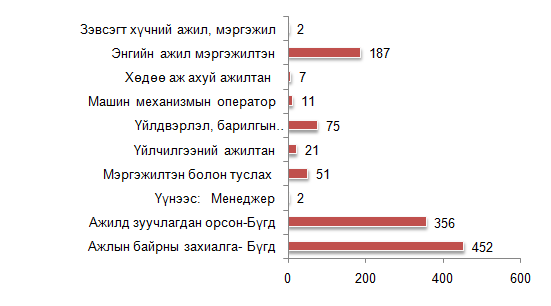 Зэвсэгт хүчний ажил, мэргэжил 2
Энгийн ажил мэргэжилтэн 187
Хөдөө аж ахуй ажилтан 7
Машин механизмын оператор 11
Үйлдвэрлэл, барилгын.. 75
Үйлчилгээний ажилтан 21
Мэргэжилтэн болон туслах 51
Үүнээс: Менеджер 2
Ажилд зуучлагдан орсон-Бүгд 356
Ажлын байрны захиалга- Бүгд 452
0 200 400 600